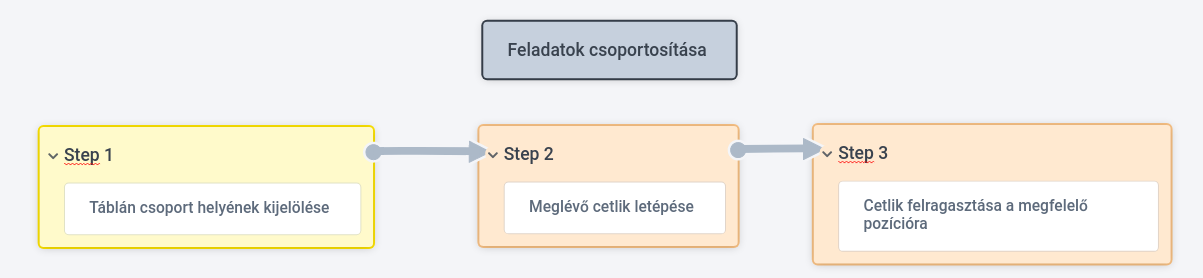 Feladatok csoportosítása
Step 1
Táblán csoport helyének kijelölése
Step 2
Meglévő cetlik letépése
Step 3
Cetlik felragasztása a megfelelő
pozícióra